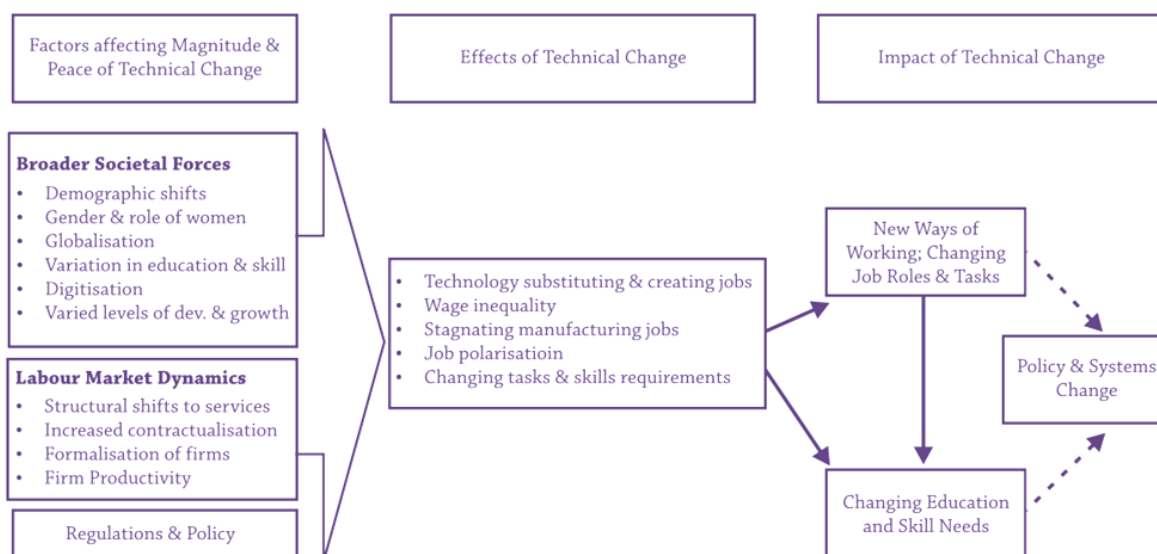 Factors affecting Magnitude &
Peace of Technical Change
Effects of Technical Change
Impact of Technical Change
Broader Societal Forces
• Demographic shifts
• Gender & role of women
• Globalisation
• Variation in education & skill
• Digitisation
• Varied levels of dev. & growth
Labour Market Dynamics
• Structural shifts to services
• Increased contractualisation
• Formalisation of firms
• Firm Productivity
Regulations & Policy
• Technology substituting & creating jobs
• Wage inequality
• Stagnating manufacturing jobs
• Job polarisatioin
• Changing tasks & skills requirements
New Ways of
Working; Changing
Job Roles & Tasks
Changing Education
and Skill Needs
Policy & Systems
Change